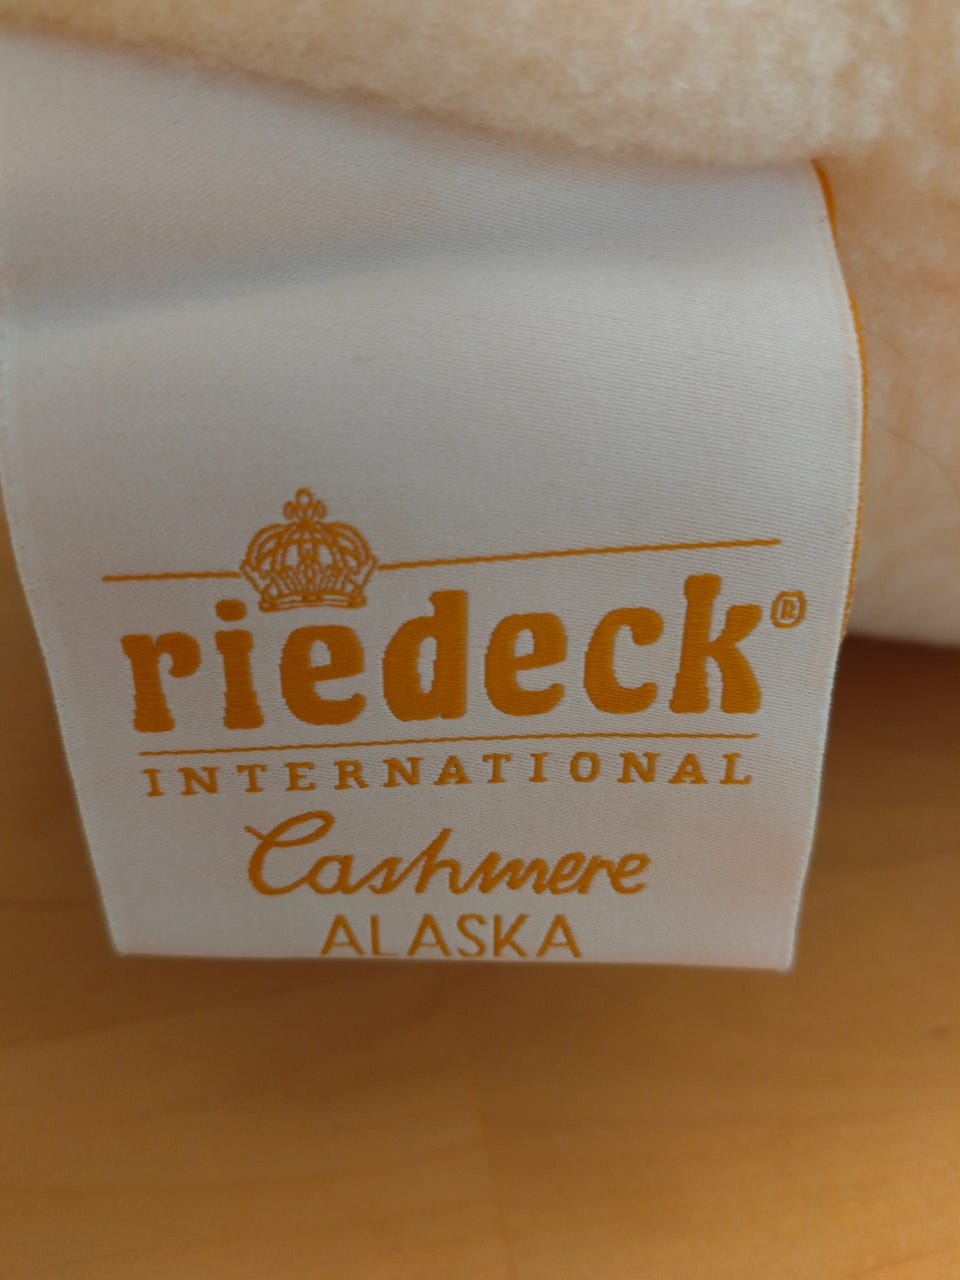 riedeck®
INTERNATIONAL
Cashmere
ALASKA